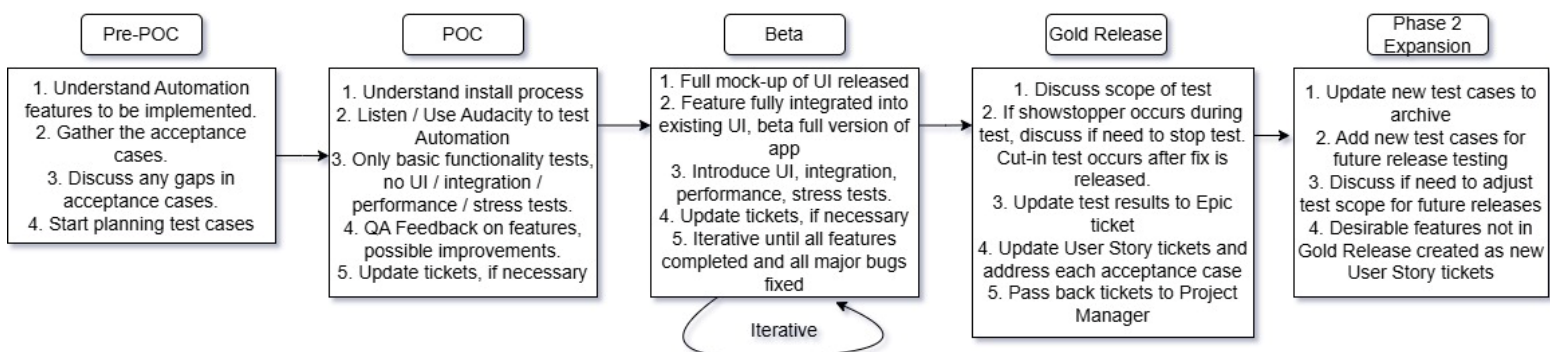 Pre-POC
1. Understand Automation
features to be implemented.
2. Gather the acceptance
cases.
3. Discuss any gaps in
acceptance cases.
4. Start planning test cases
POC
1. Understand install process
2. Listen / Use Audacity to test
Automation
3. Only basic functionality tests,
no UI / integration /
performance / stress tests.
4. QA Feedback on features,
possible improvements.
5. Update tickets, if necessary
Beta
1. Full mock-up of UI released
2. Feature fully integrated into
existing UI, beta full version of
app
3. Introduce UI, integration,
performance, stress tests.
4. Update tickets, if necessary
5. Iterative until all features
completed and all major bugs
fixed
Iterative
Gold Release
1. Discuss scope of test
2. If showstopper occurs during
test, discuss if need to stop test.
Cut-in test occurs after fix is
released.
3. Update test results to Epic
ticket
4. Update User Story tickets and
address each acceptance case
5. Pass back tickets to Project
Manager
Phase 2
Expansion
1. Update new test cases to
archive
2. Add new test cases for
future release testing
3. Discuss if need to adjust
test scope for future releases
4. Desirable features not in
Gold Release created as new
User Story tickets